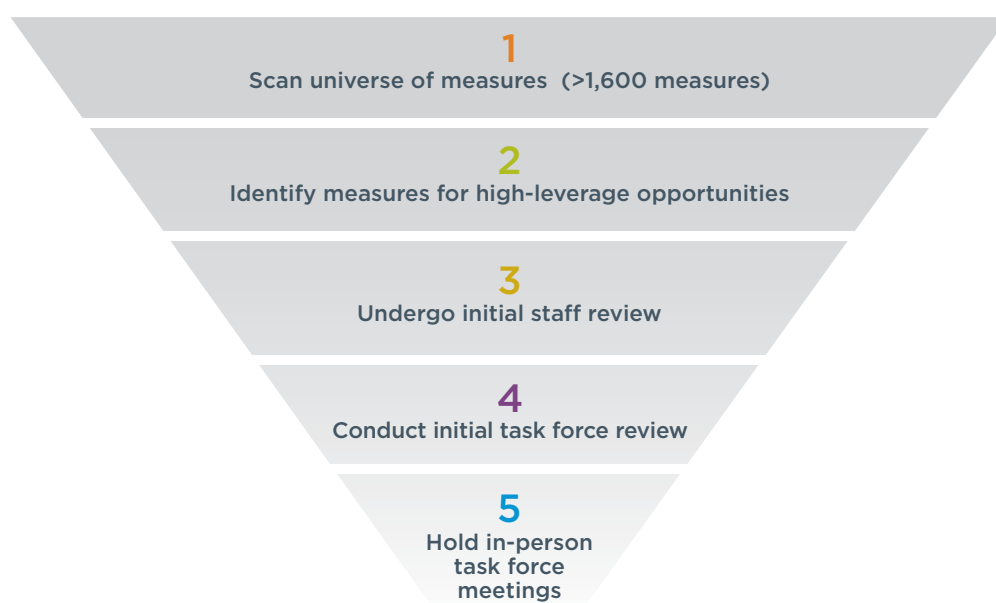 1
Scan universe of measures (>1,600 measures)
2
Identify measures for high-leverage opportunities
3
Undergo initial staff review
4
Conduct initial task force review
5
Hold in-person
task force
meetings